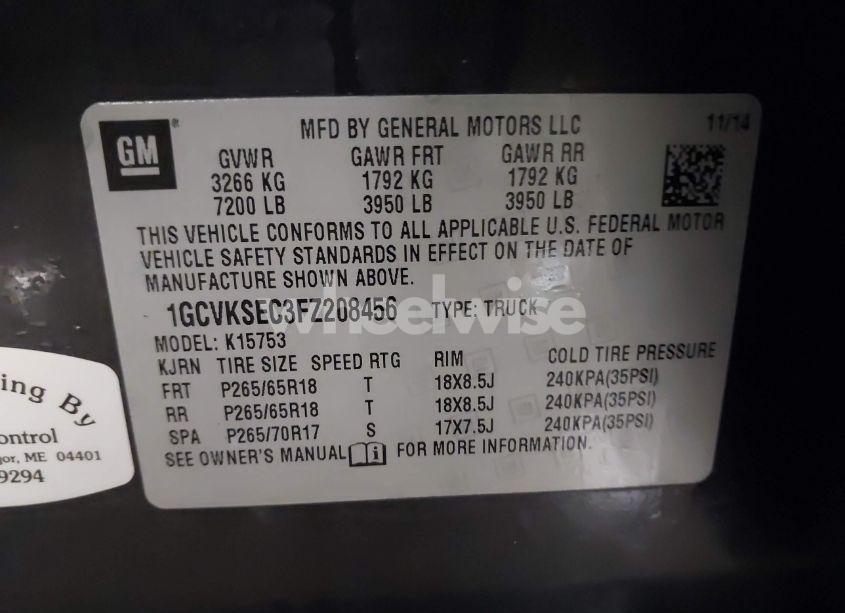 GM
MFD BY GENERAL MOTORS LLC
11/14
GVWR GAWR FRT GAWR RR
3266 KG 1792 KG 1792 KG
7200 LB 3950 LB 3950 LB
THIS VEHICLE CONFORMS TO ALL APPLICABLE U.S. FEDERAL MOTOR
VEHICLE SAFETY STANDARDS IN EFFECT ON THE DATE OF
MANUFACTURE SHOWN ABOVE.
1GCVKSEC3FZ208456 TYPE: TRUCK
wheelwise
MODEL: K15753
KJRN TIRE SIZE SPEED RTG RIM COLD TIRE PRESSURE
FRT P265/65R18 T 18X8.5J 240KPA(35PSI)
RR P265/65R18 T 18X8.5J 240KPA(35PSI)
SPA P265/70R17 S 17X7.5J 240KPA(35PSI)
SEE OWNER'S MANUAL FOR MORE INFORMATION.
ing By
ontrol
gor, ME 04401
9294